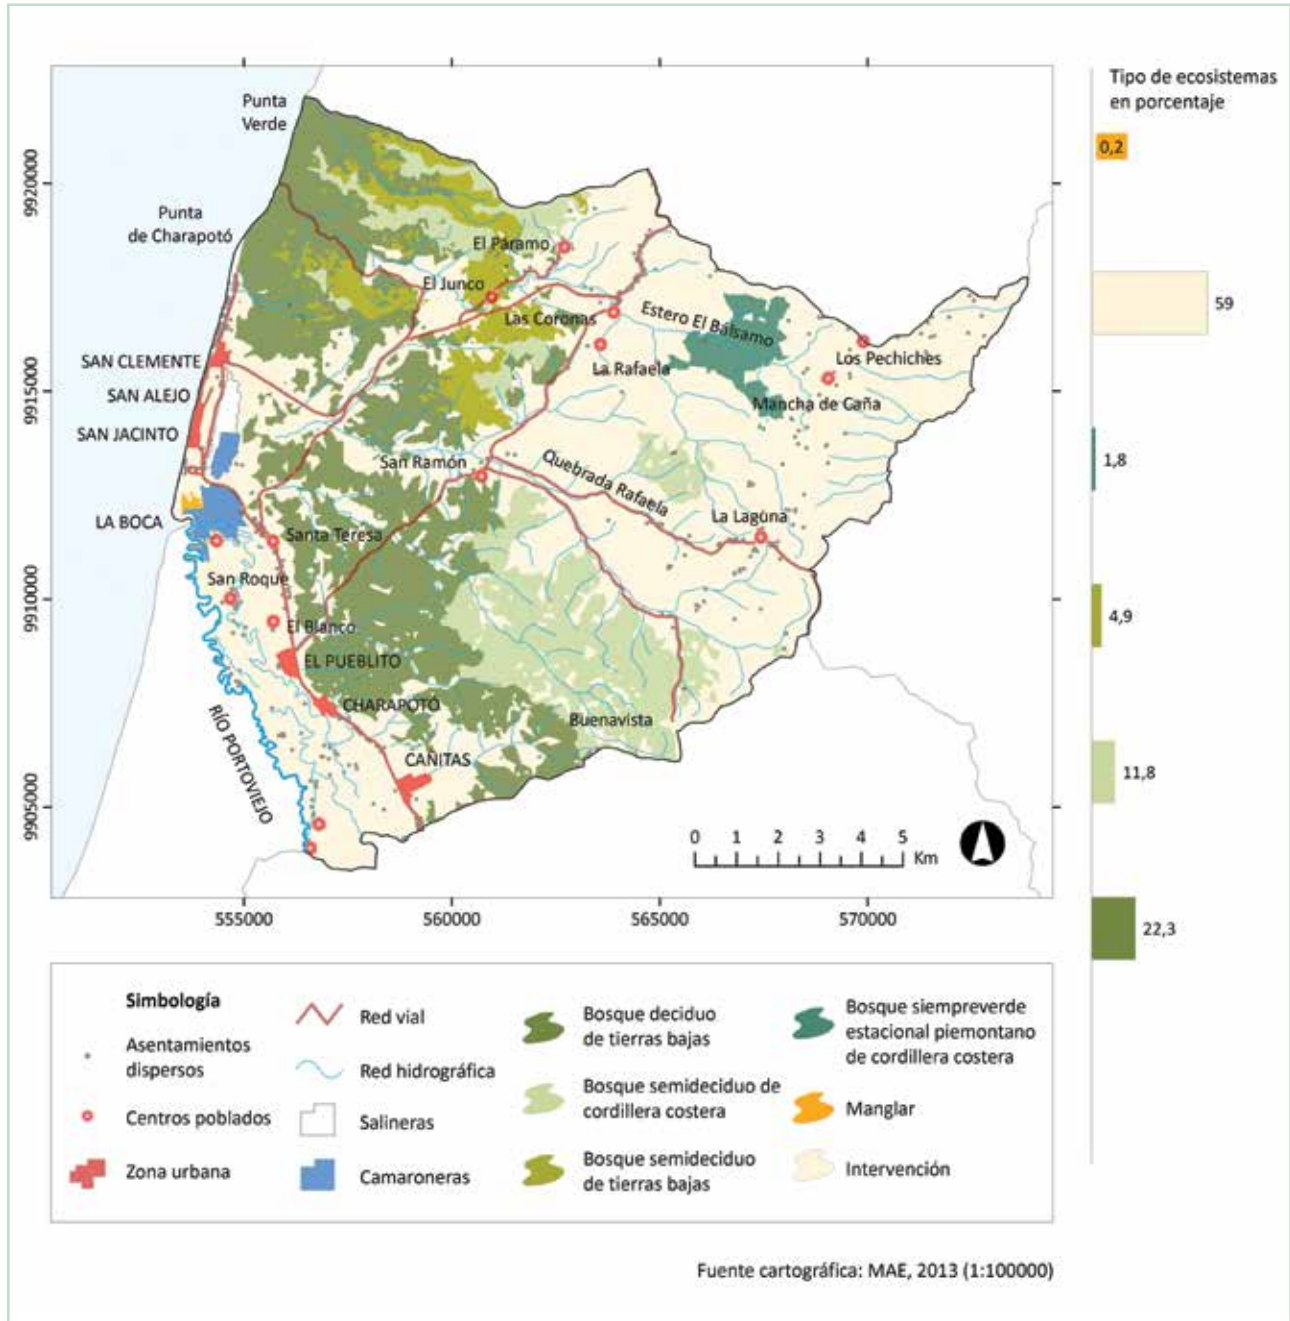 Tipo de ecosistemas
en porcentaje
0,2
59
1,8
4,9
11,8
22,3
Punta
Verde
Punta
de Charapotó
El Páramo
El Junco
Las Coronas
Estero El Bálsamo
Los Pechiches
La Rafaela
Mancha de Caña
SAN CLEMENTE
SAN ALEJO
SAN JACINTO
San Ramón
Quebrada Rafaela
La Laguna
LA BOCA
Santa Teresa
San Roque
El Blanco
EL PUEBLITO
CHARAPOTÓ
Buenavista
CAÑITAS
RÍO PORTOVIEJO
9920000
9915000
9910000
9905000
0 1 2 3 4 5
Km
555000 560000 565000 570000
Simbología
Asentamientos
dispersos
Centros poblados
Zona urbana
Red vial
Red hidrográfica
Salineras
Camaroneras
Bosque deciduo
de tierras bajas
Bosque semideciduo de
cordillera costera
Bosque semideciduo
de tierras bajas
Bosque siempreverde
estacional piemontano
de cordillera costera
Manglar
Intervención
Fuente cartográfica: MAE, 2013 (1:100000)